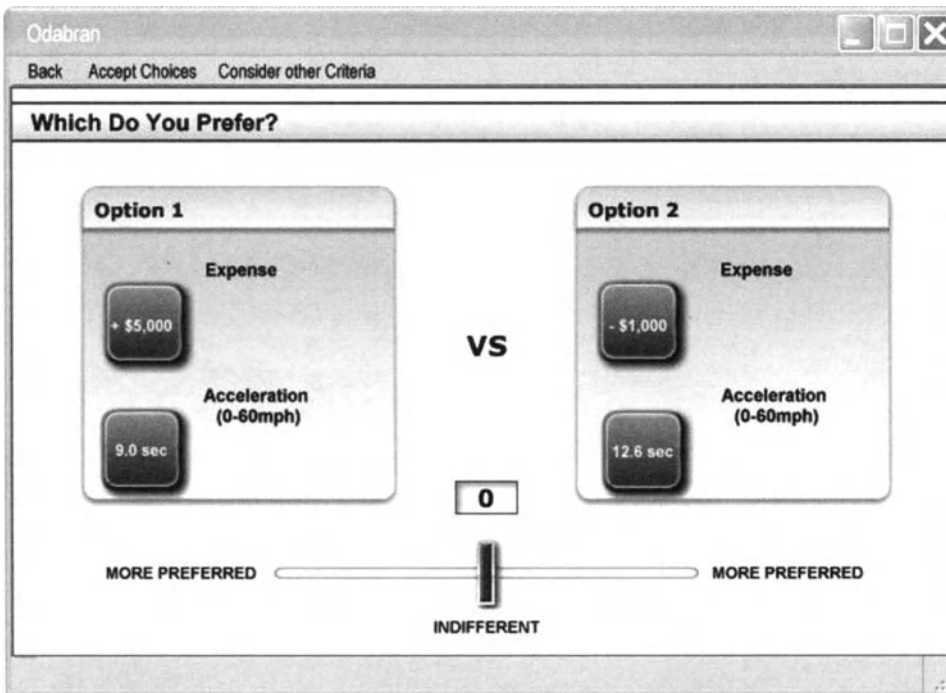 Odabran
Back Accept Choices Consider other Criteria
Which Do You Prefer?
Option 1
Expense
+ $5,000
Acceleration
(0-60mph)
9.0 sec
VS
Option 2
Expense
- $1,000
Acceleration
(0-60mph)
12.6 sec
0
MORE PREFERRED
MORE PREFERRED
INDIFFERENT